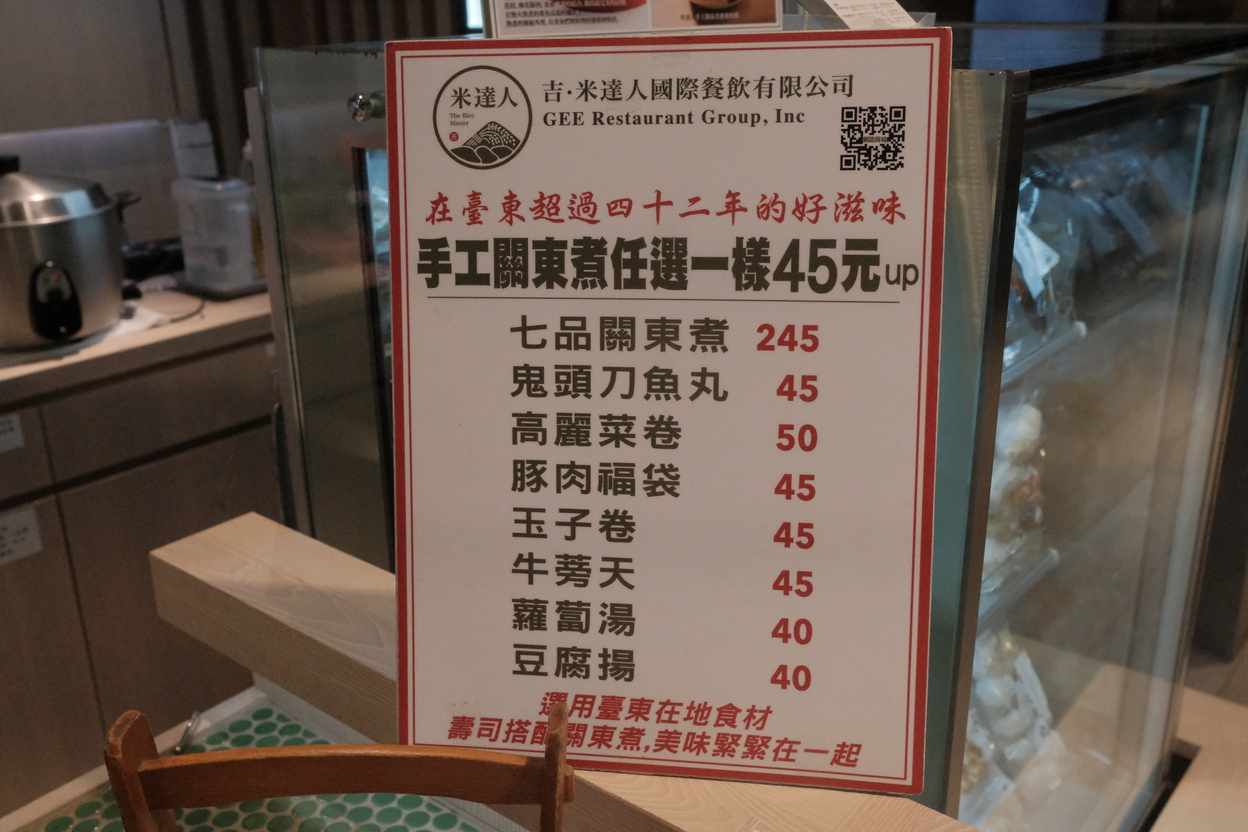 米達人
The Rice
Master
吉·米達人國際餐飲有限公司
GEE Restaurant Group, Inc
在臺東超過四十二年的好滋味
手工關東煮任選一樣45元up
七品關東煮 245
鬼頭刀魚丸 45
高麗菜卷 50
豚肉福袋 45
玉子卷 45
牛蒡天 45
蘿蔔湯 40
豆腐揚 40
選用臺東在地食材
壽司搭配關東煮,美味緊緊在一起